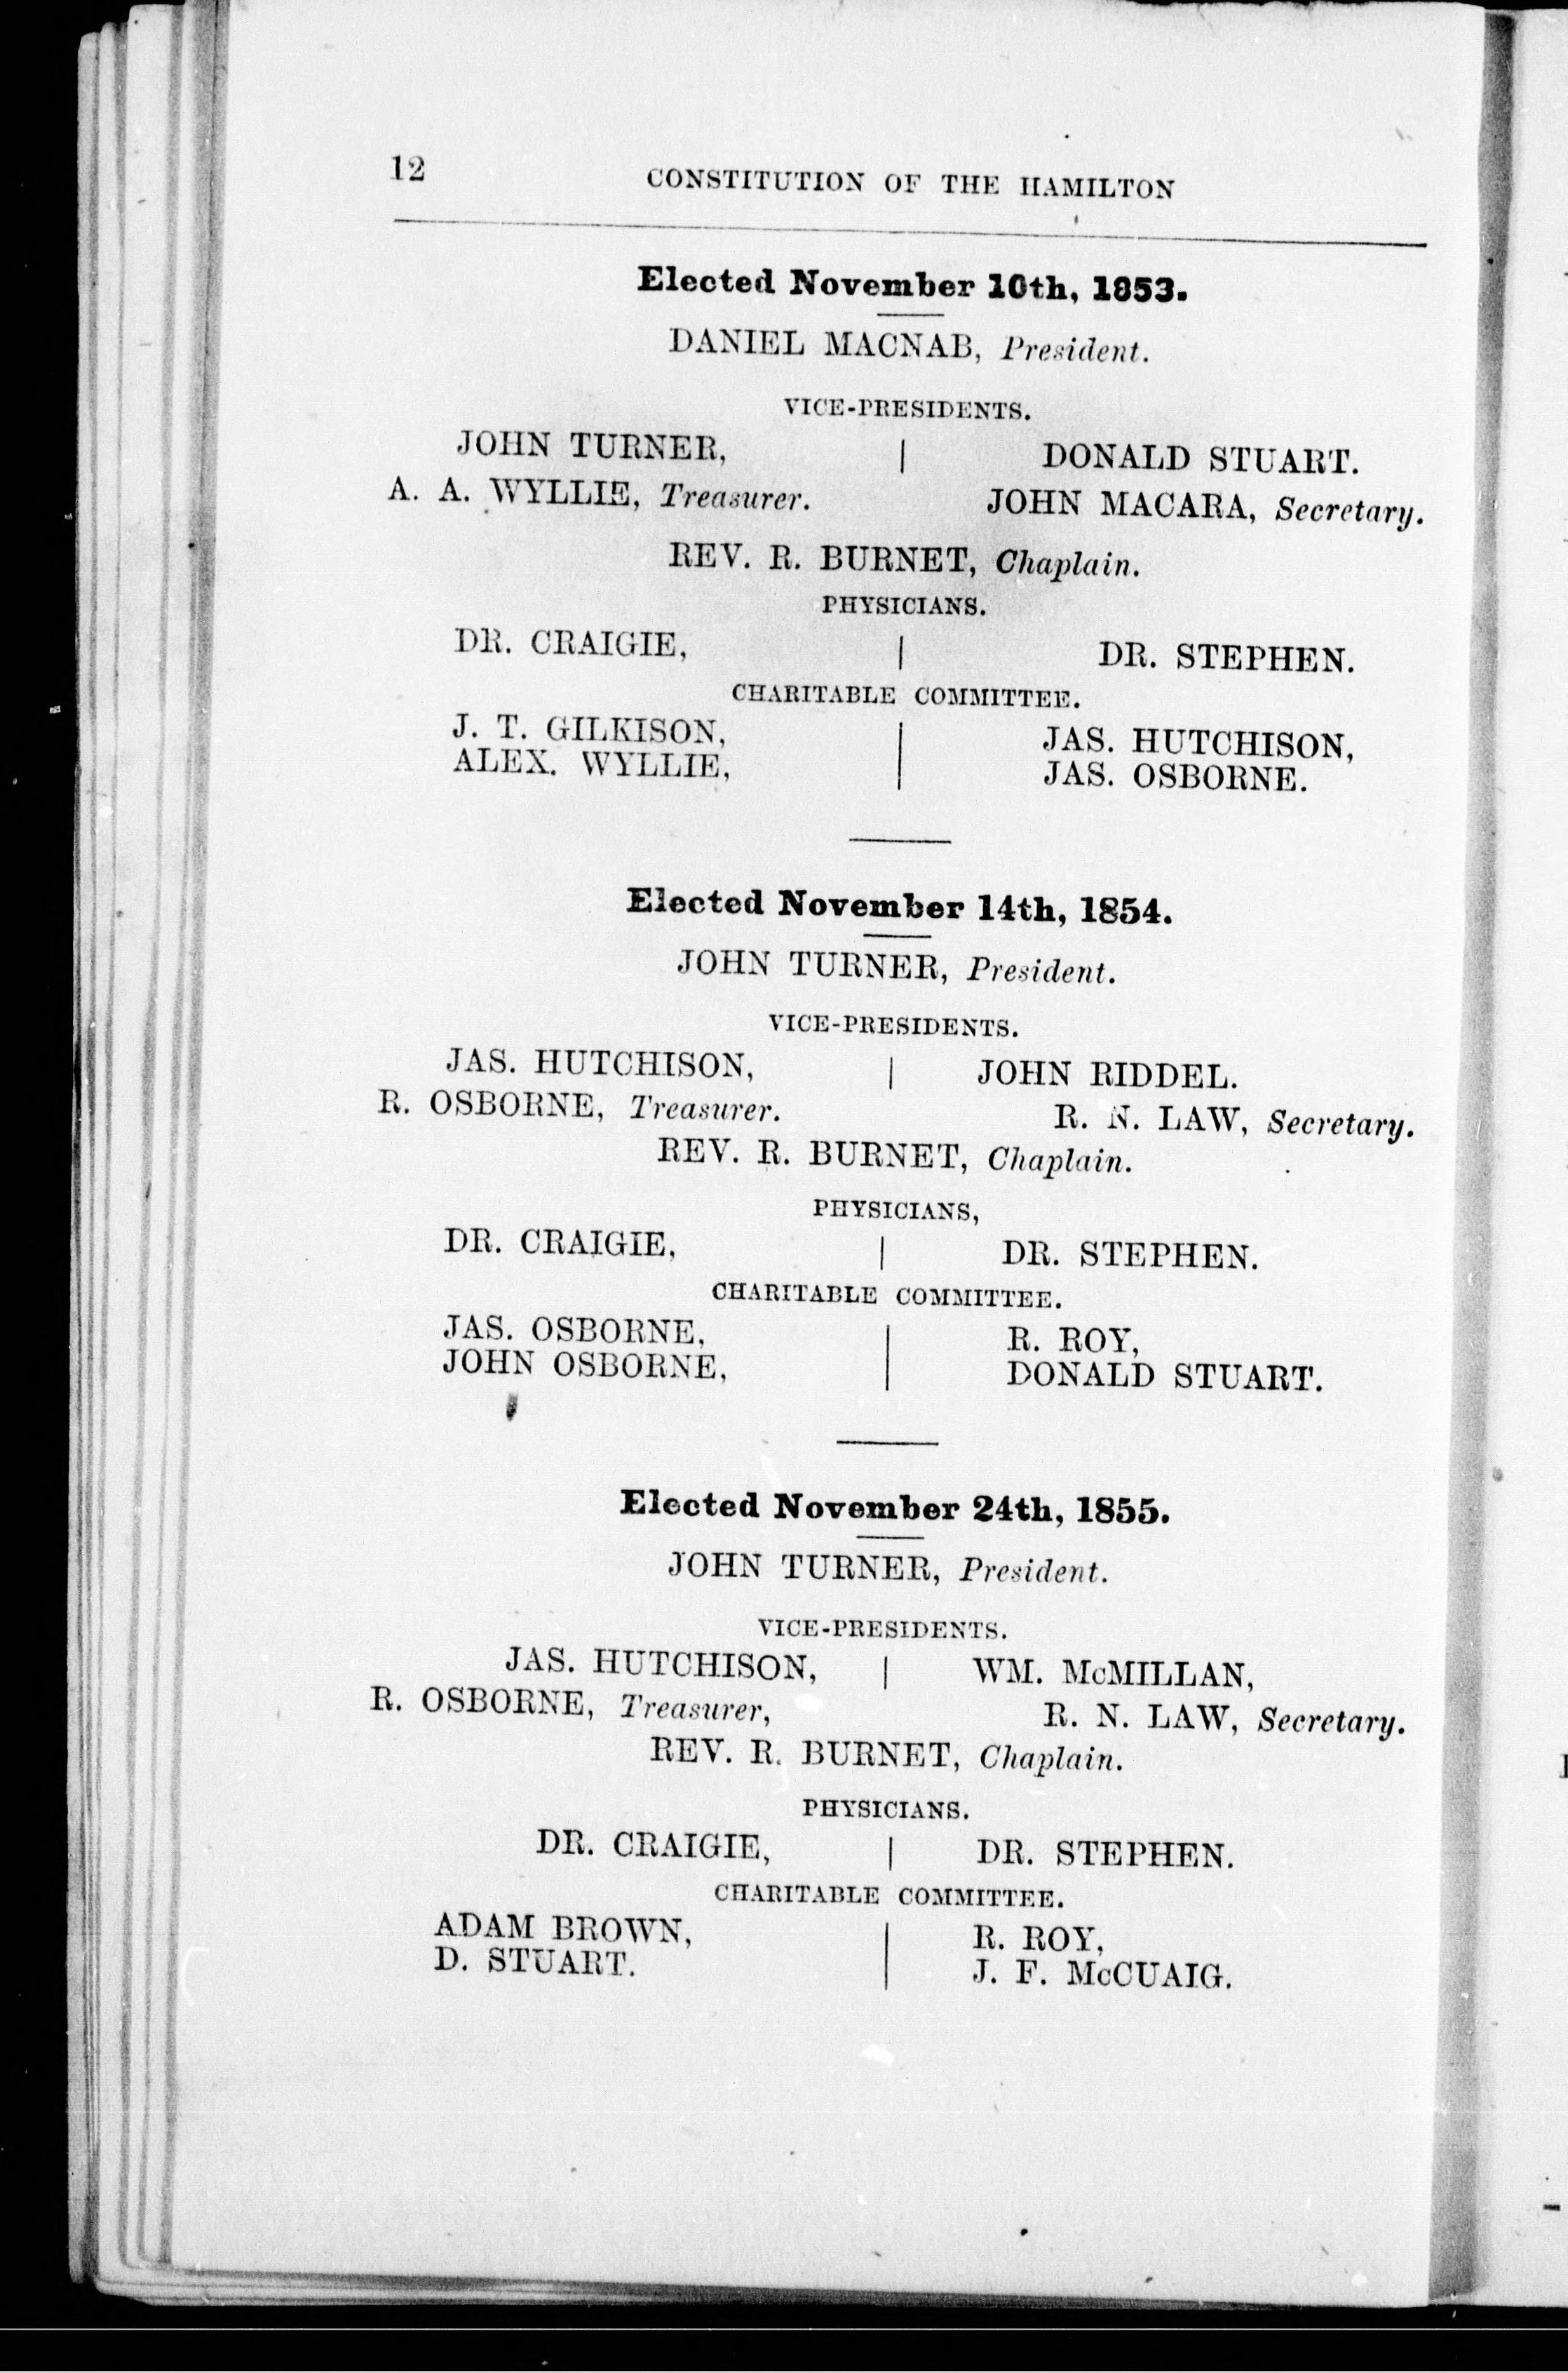 12 CONSTITUTION OF THE HAMILTON
Elected November 10th, 1853.
DANIEL MACNAB, President.
VICE-PRESIDENTS.
JOHN TURNER, | DONALD STUART.
A. A. WYLLIE, Treasurer. JOHN MACARA, Secretary.
REV. R. BURNET, Chaplain.
PHYSICIANS.
DR. CRAIGIE, | DR. STEPHEN.
CHARITABLE COMMITTEE.
J. T. GILKISON, | JAS. HUTCHISON,
ALEX. WYLLIE, | JAS. OSBORNE.
Elected November 14th, 1854.
JOHN TURNER, President.
VICE-PRESIDENTS.
JAS. HUTCHISON, | JOHN RIDDEL.
R. OSBORNE, Treasurer. R. N. LAW, Secretary.
REV. R. BURNET, Chaplain.
PHYSICIANS,
DR. CRAIGIE, | DR. STEPHEN.
CHARITABLE COMMITTEE.
JAS. OSBORNE, | R. ROY,
JOHN OSBORNE, | DONALD STUART.
Elected November 24th, 1855.
JOHN TURNER, President.
VICE-PRESIDENTS.
JAS. HUTCHISON, | WM. McMILLAN,
R. OSBORNE, Treasurer, R. N. LAW, Secretary.
REV. R. BURNET, Chaplain.
PHYSICIANS.
DR. CRAIGIE, | DR. STEPHEN.
CHARITABLE COMMITTEE.
ADAM BROWN, | R. ROY,
D. STUART. | J. F. McCUAIG.